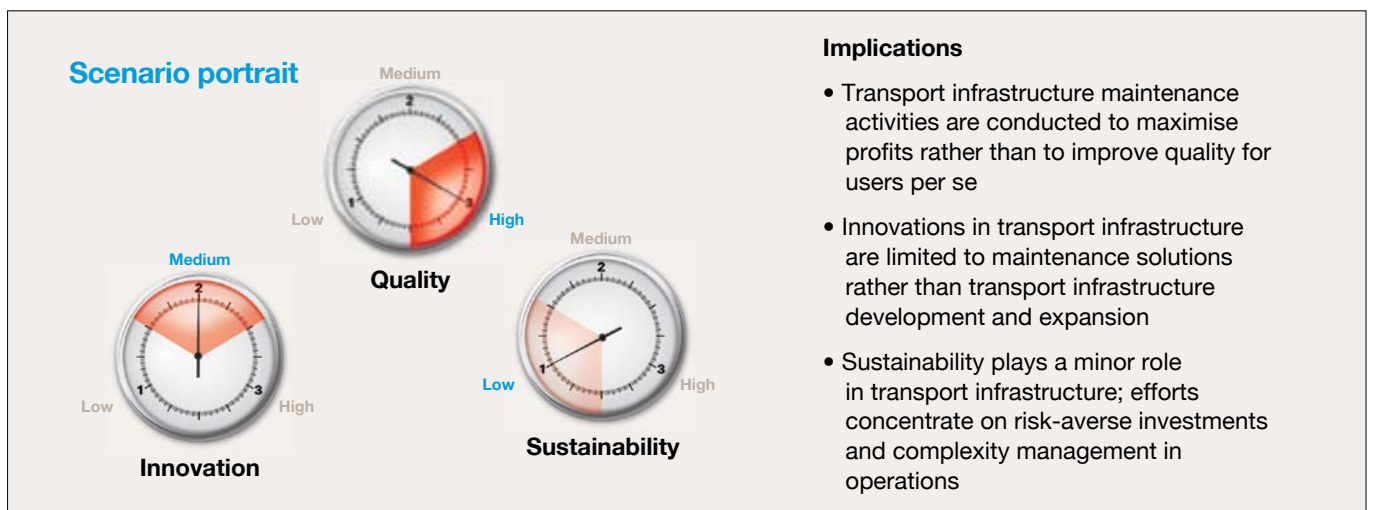 Scenario portrait
Medium
2
1
3
Low
High
Quality
Medium
2
1
3
Low
High
Innovation
Medium
2
1
3
Low
High
Sustainability
Implications
• Transport infrastructure maintenance
activities are conducted to maximise
profits rather than to improve quality for
users per se
• Innovations in transport infrastructure
are limited to maintenance solutions
rather than transport infrastructure
development and expansion
• Sustainability plays a minor role
in transport infrastructure; efforts
concentrate on risk-averse investments
and complexity management in
operations